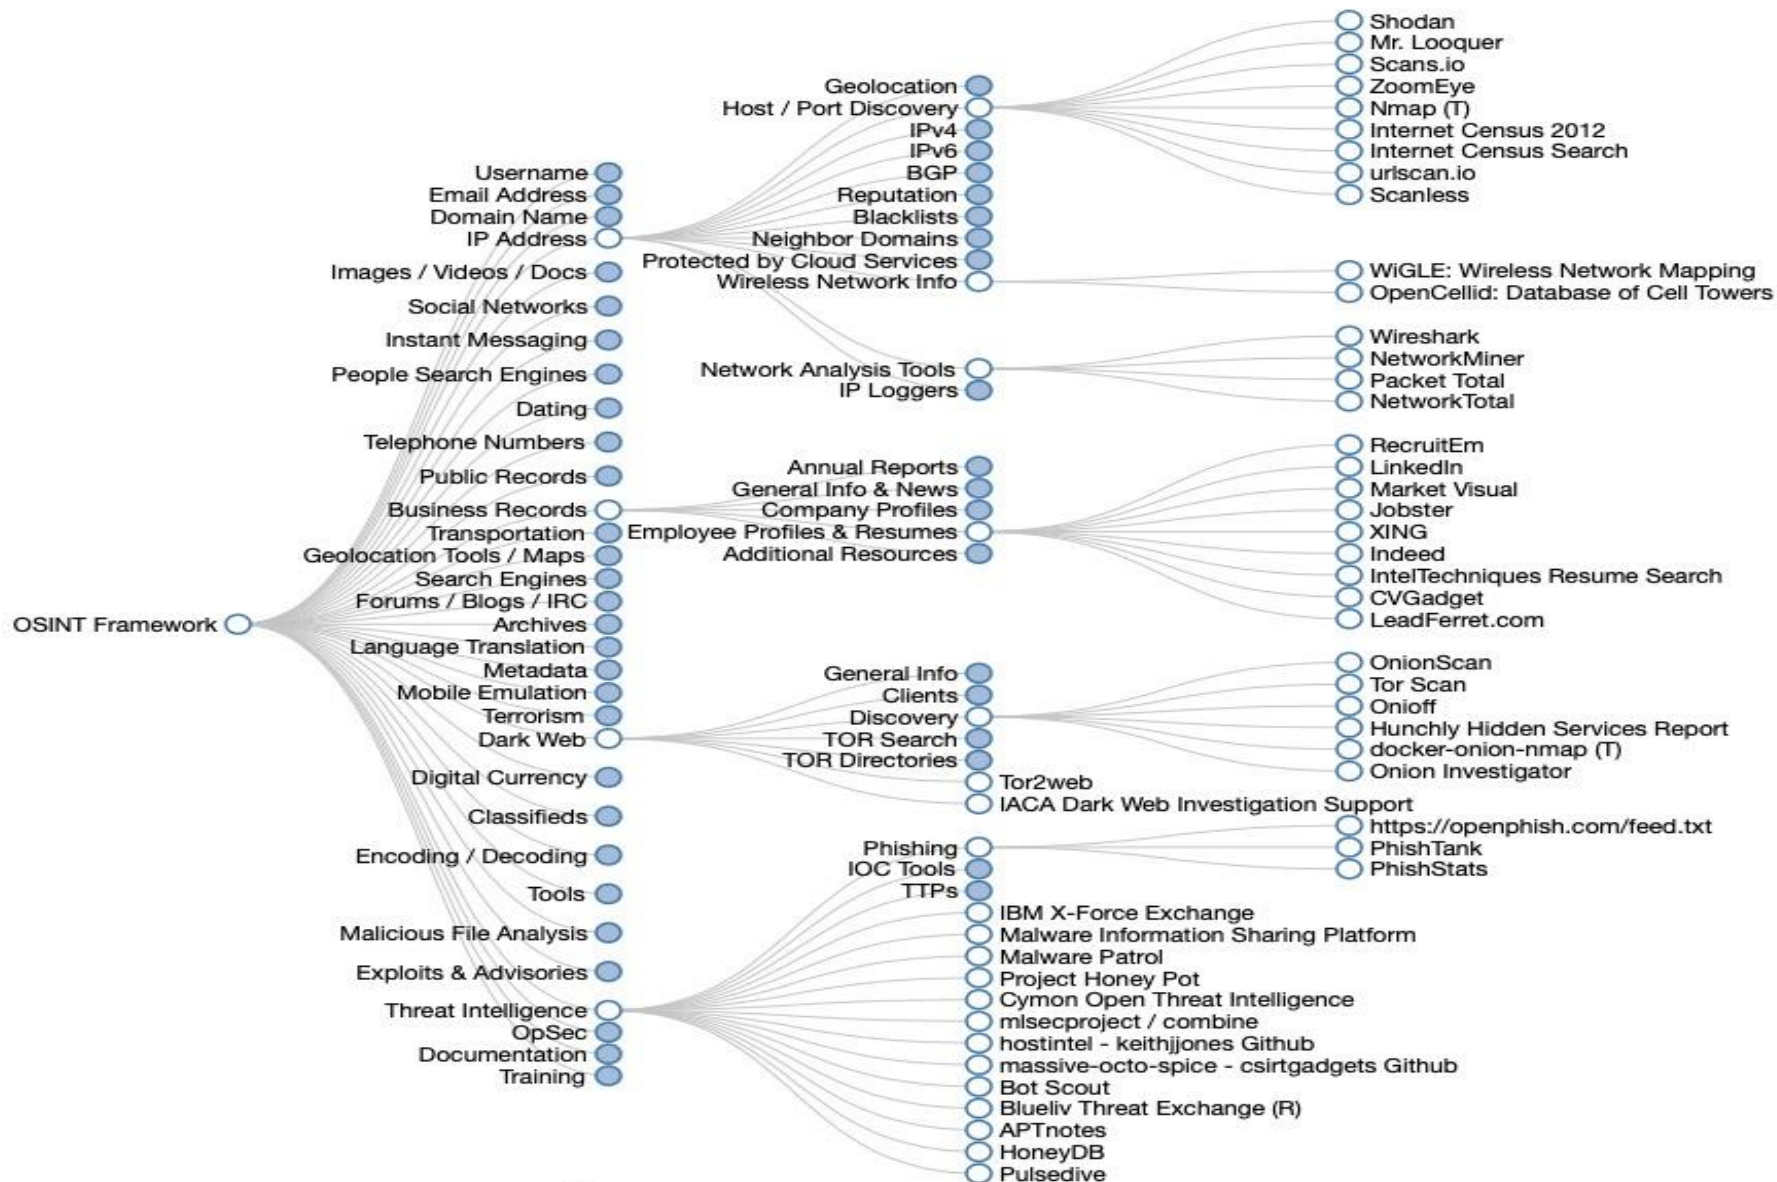 OSINT Framework
Username
Email Address
Domain Name
IP Address
Images / Videos / Docs
Social Networks
Instant Messaging
People Search Engines
Dating
Telephone Numbers
Public Records
Business Records
Transportation
Geolocation Tools / Maps
Search Engines
Forums / Blogs / IRC
Archives
Language Translation
Metadata
Mobile Emulation
Terrorism
Dark Web
Digital Currency
Classifieds
Encoding / Decoding
Tools
Malicious File Analysis
Exploits & Advisories
Threat Intelligence
OpSec
Documentation
Training
Geolocation
Host / Port Discovery
IPv4
IPv6
BGP
Reputation
Blacklists
Neighbor Domains
Protected by Cloud Services
Wireless Network Info
Network Analysis Tools
IP Loggers
Annual Reports
General Info & News
Company Profiles
Employee Profiles & Resumes
Additional Resources
General Info
Clients
Discovery
TOR Search
TOR Directories
Tor2web
IACA Dark Web Investigation Support
Phishing
IOC Tools
TTPs
IBM X-Force Exchange
Malware Information Sharing Platform
Malware Patrol
Project Honey Pot
Cymon Open Threat Intelligence
mlsecproject / combine
hostintel - keithjjones Github
massive-octo-spice - csirtgadgets Github
Bot Scout
Blueliv Threat Exchange (R)
APTnotes
HoneyDB
Pulsedive
Shodan
Mr. Looquer
Scans.io
ZoomEye
Nmap (T)
Internet Census 2012
Internet Census Search
urlscan.io
Scanless
WiGLE: Wireless Network Mapping
OpenCellid: Database of Cell Towers
Wireshark
NetworkMiner
Packet Total
NetworkTotal
RecruitEm
LinkedIn
Market Visual
Jobster
XING
Indeed
IntelTechniques Resume Search
CVGadget
LeadFerret.com
OnionScan
Tor Scan
Onioff
Hunchly Hidden Services Report
docker-onion-nmap (T)
Onion Investigator
https://openphish.com/feed.txt
PhishTank
PhishStats